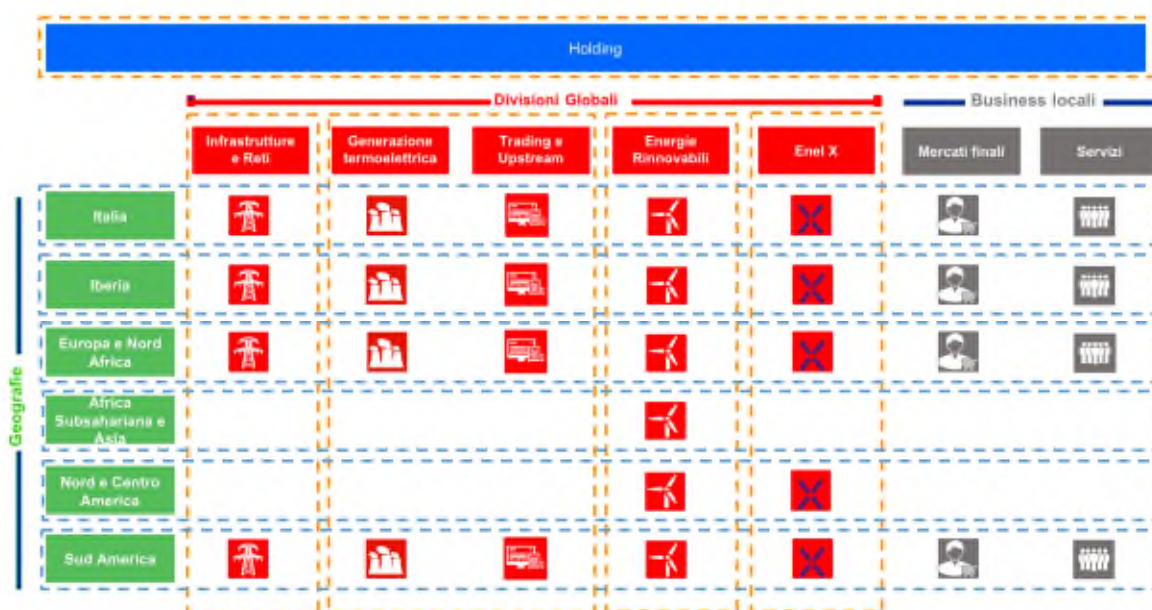 Holding
Divisioni Globali
Business locali
Infrastrutture
e Reti
Generazione
termoelettrica
Trading e
Upstream
Energie
Rinnovabili
Enel X
Mercati finali
Servizi
Geografie
Italia
Iberia
Europa e Nord
Africa
Africa
Subsahariana e
Asia
Nord e Centro
America
Sud America